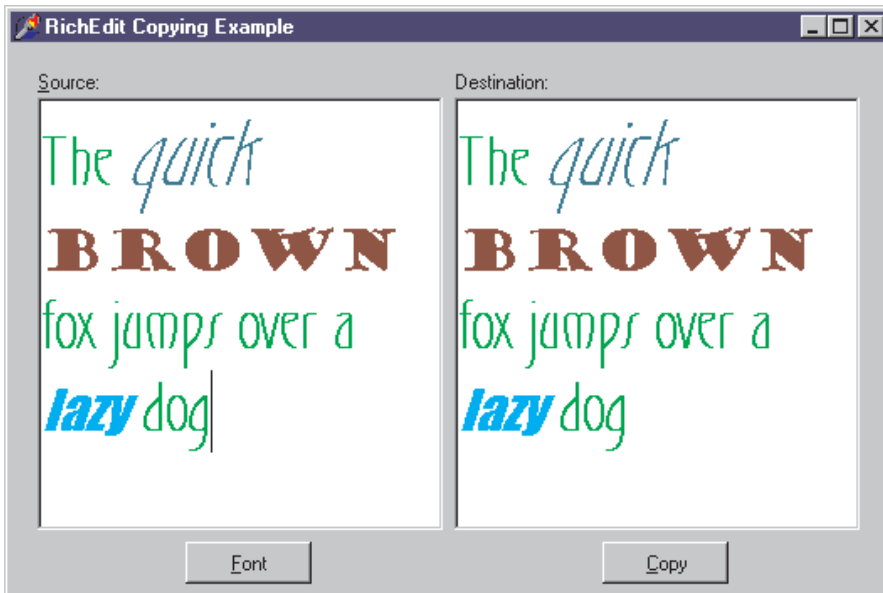 RichEdit Copying Example
Source:
The quick
BROWN
fox jumps over a
lazy dog
Destination:
The quick
BROWN
fox jumps over a
lazy dog
Font
Copy